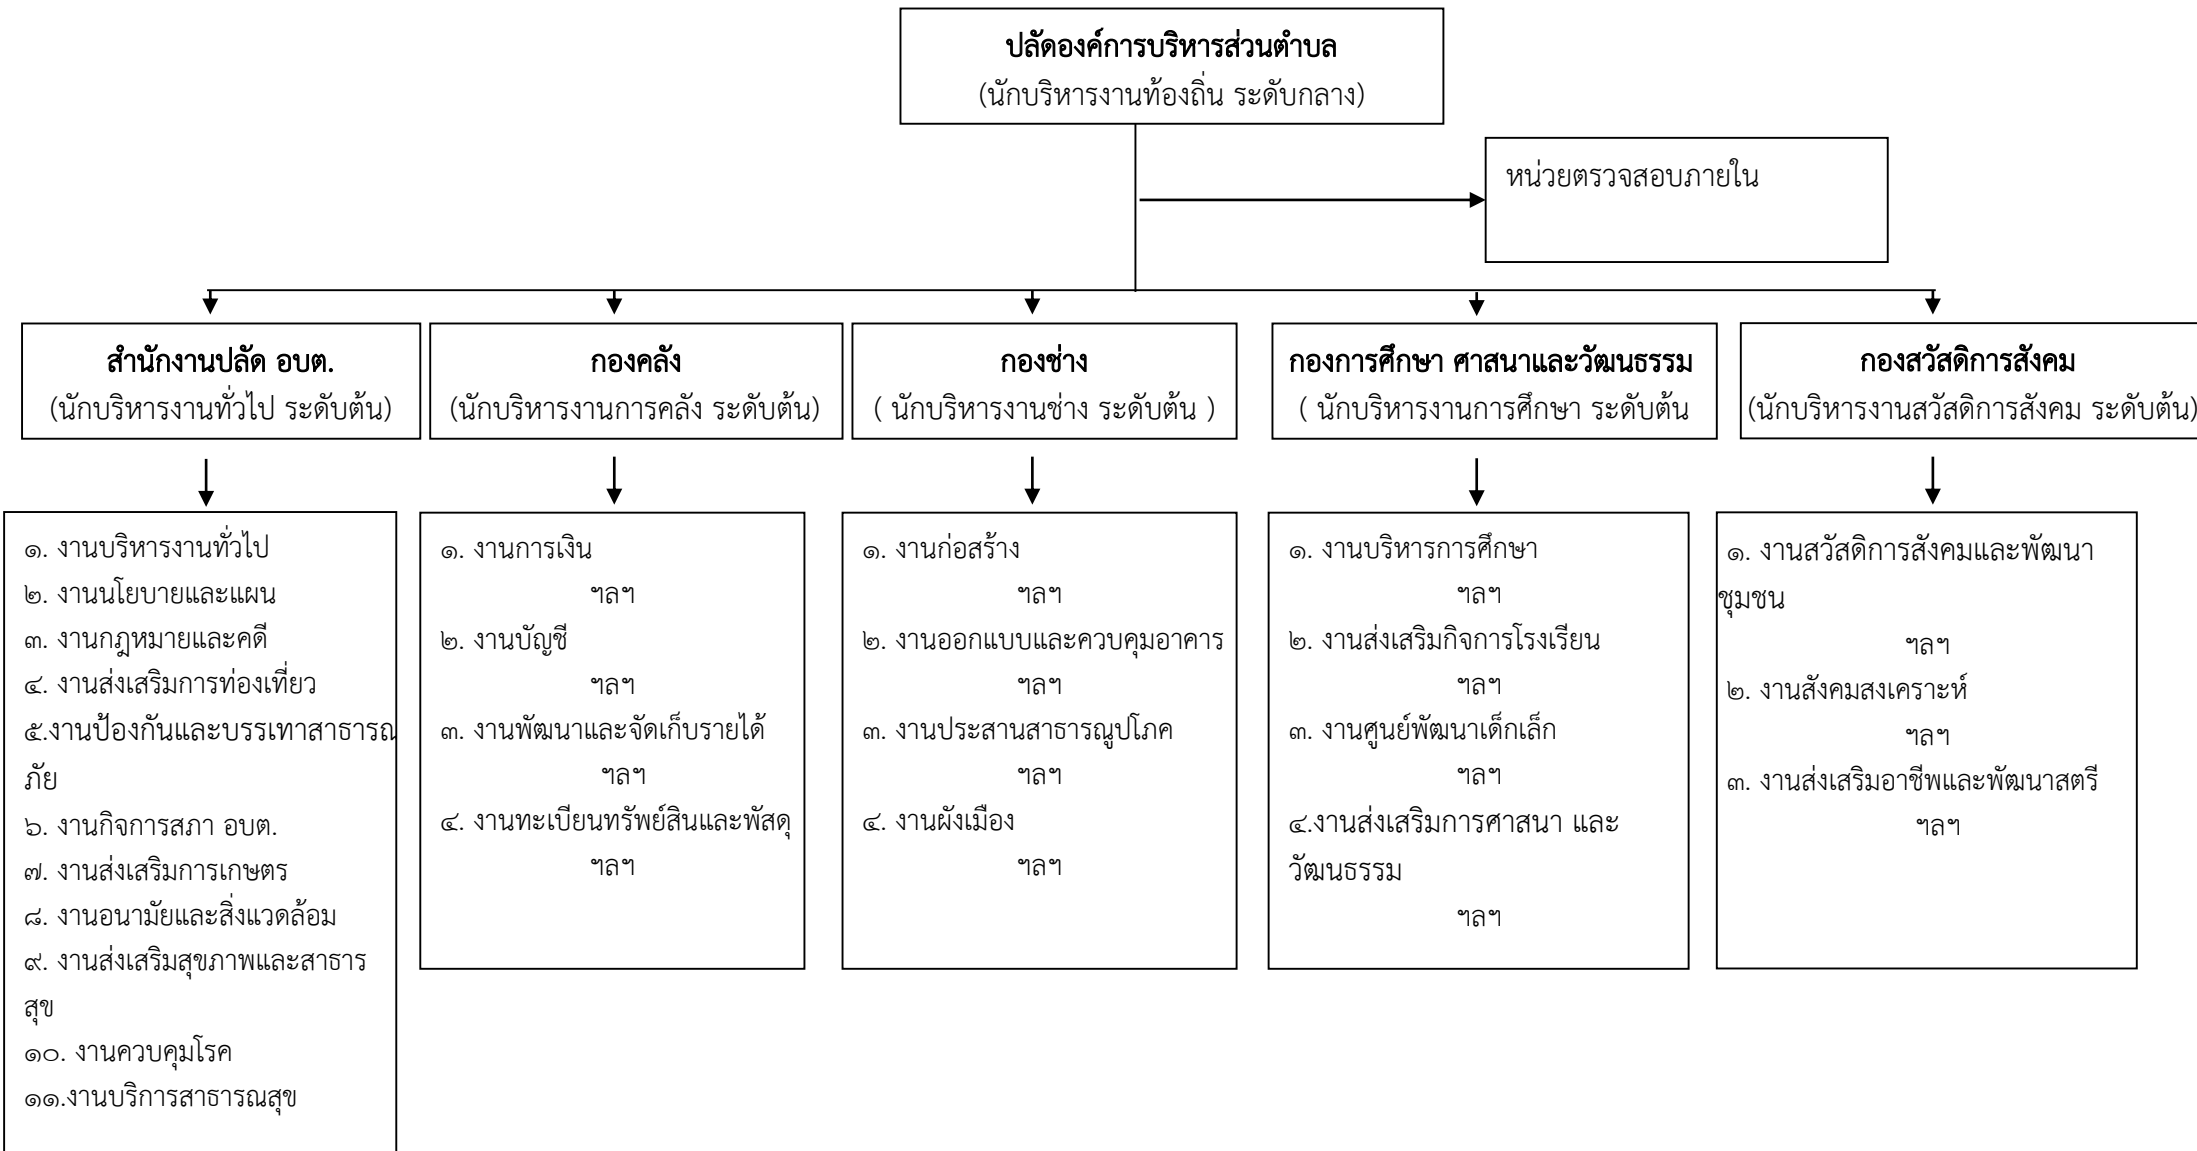 ปลัดองค์การบริหารส่วนตำบล
(นักบริหารงานท้องถิ่น ระดับกลาง)
หน่วยตรวจสอบภายใน
สำนักงานปลัด อบต.
(นักบริหารงานทั่วไป ระดับต้น)
กองคลัง
(นักบริหารงานการคลัง ระดับต้น)
กองช่าง
( นักบริหารงานช่าง ระดับต้น )
กองการศึกษา ศาสนาและวัฒนธรรม
( นักบริหารงานการศึกษา ระดับต้น
กองสวัสดิการสังคม
(นักบริหารงานสวัสดิการสังคม ระดับต้น)
๑. งานบริหารงานทั่วไป
๒. งานนโยบายและแผน
๓. งานกฎหมายและคดี
๔. งานส่งเสริมการท่องเที่ยว
๕.งานป้องกันและบรรเทาสาธารณ
ภัย
๖. งานกิจการสภา อบต.
๗. งานส่งเสริมการเกษตร
๘. งานอนามัยและสิ่งแวดล้อม
๙. งานส่งเสริมสุขภาพและสาธาร
สุข
๑๐. งานควบคุมโรค
๑๑.งานบริการสาธารณสุข
๑. งานการเงิน
ฯลฯ
๒. งานบัญชี
ฯลฯ
๓. งานพัฒนาและจัดเก็บรายได้
ฯลฯ
๔. งานทะเบียนทรัพย์สินและพัสดุ
ฯลฯ
๑. งานก่อสร้าง
ฯลฯ
๒. งานออกแบบและควบคุมอาคาร
ฯลฯ
๓. งานประสานสาธารณูปโภค
ฯลฯ
๔. งานผังเมือง
ฯลฯ
๑. งานบริหารการศึกษา
ฯลฯ
๒. งานส่งเสริมกิจการโรงเรียน
ฯลฯ
๓. งานศูนย์พัฒนาเด็กเล็ก
ฯลฯ
๔.งานส่งเสริมการศาสนา และ
วัฒนธรรม
ฯลฯ
๑. งานสวัสดิการสังคมและพัฒนา
ชุมชน
ฯลฯ
๒. งานสังคมสงเคราะห์
ฯลฯ
๓. งานส่งเสริมอาชีพและพัฒนาสตรี
ฯลฯ